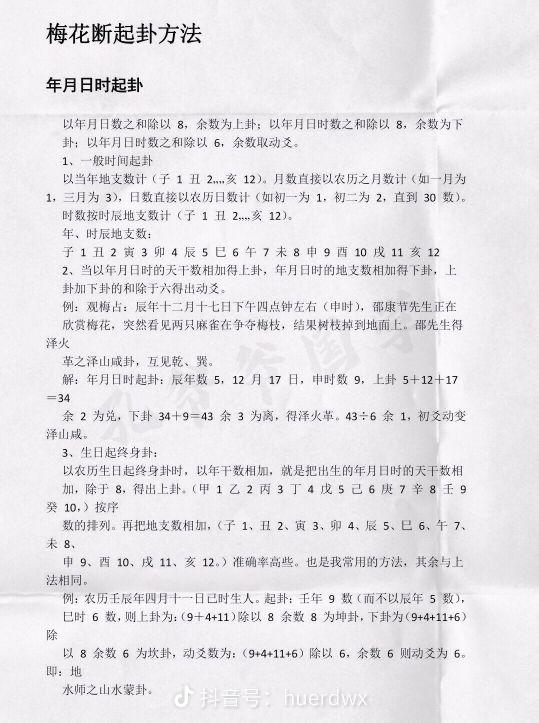 梅花断起卦方法
年月日时起卦
以年月日数之和除以 8，余数为上卦；以年月日时数之和除以 8，余数为下
卦；以年月日时数之和除以 6，余数取动爻。
1、一般时间起卦
以当年地支数计（子 1 丑 2,,,,亥 12）。月数直接以农历之月数计（如一月为
1，三月为 3），日数直接以农历日数计（如初一为 1，初二为 2，直到 30 数）。
时数按时辰地支数计（子 1 丑 2,,,,亥 12）。
年、时辰地支数：
子 1 丑 2 寅 3 卯 4 辰 5 巳 6 午 7 未 8 申 9 酉 10 戌 11 亥 12
2、当以年月日时的天干数相加得上卦，年月日时的地支数相加得下卦，上
卦加下卦的和除于六得出动爻。
例：观梅占：辰年十二月十七日下午四点钟左右（申时），邵康节先生正在
欣赏梅花，突然看见两只麻雀在争夺梅枝，结果树枝掉到地面上。邵先生得
泽火
革之泽山咸卦，互见乾、巽。
解：年月日时起卦：辰年数 5，12 月 17 日，申时数 9，上卦 5+12+17
=34
余 2 为兑，下卦 34+9=43 余 3 为离，得泽火革。43÷6 余 1，初爻动变
泽山咸。
3、生日起终身卦：
以农历生日起终身卦时，以年干数相加，就是把出生的年月日时的天干数相
加，除于 8，得出上卦。（甲 1 乙 2 丙 3 丁 4 戊 5 己 6 庚 7 辛 8 壬 9
癸 10，）按序
数的排列。再把地支数相加，（子 1、丑 2、寅 3、卯 4、辰 5、巳 6、午 7、
未 8、
申 9、酉 10、戌 11、亥 12。）准确率高些。也是我常用的方法，其余与上
法相同。
例：农历壬辰年四月十一日已时生人。起卦：壬年 9 数（而不以辰年 5 数），
巳时 6 数，则上卦为：（9+4+11）除以 8 余数 8 为坤卦，下卦为（9+4+11+6）
除
以 8 余数 6 为坎卦，动爻数为：（9+4+11+6）除以 6，余数 6 则动爻为 6。
即：地
水师之山水蒙卦。
抖音号：huerdwx